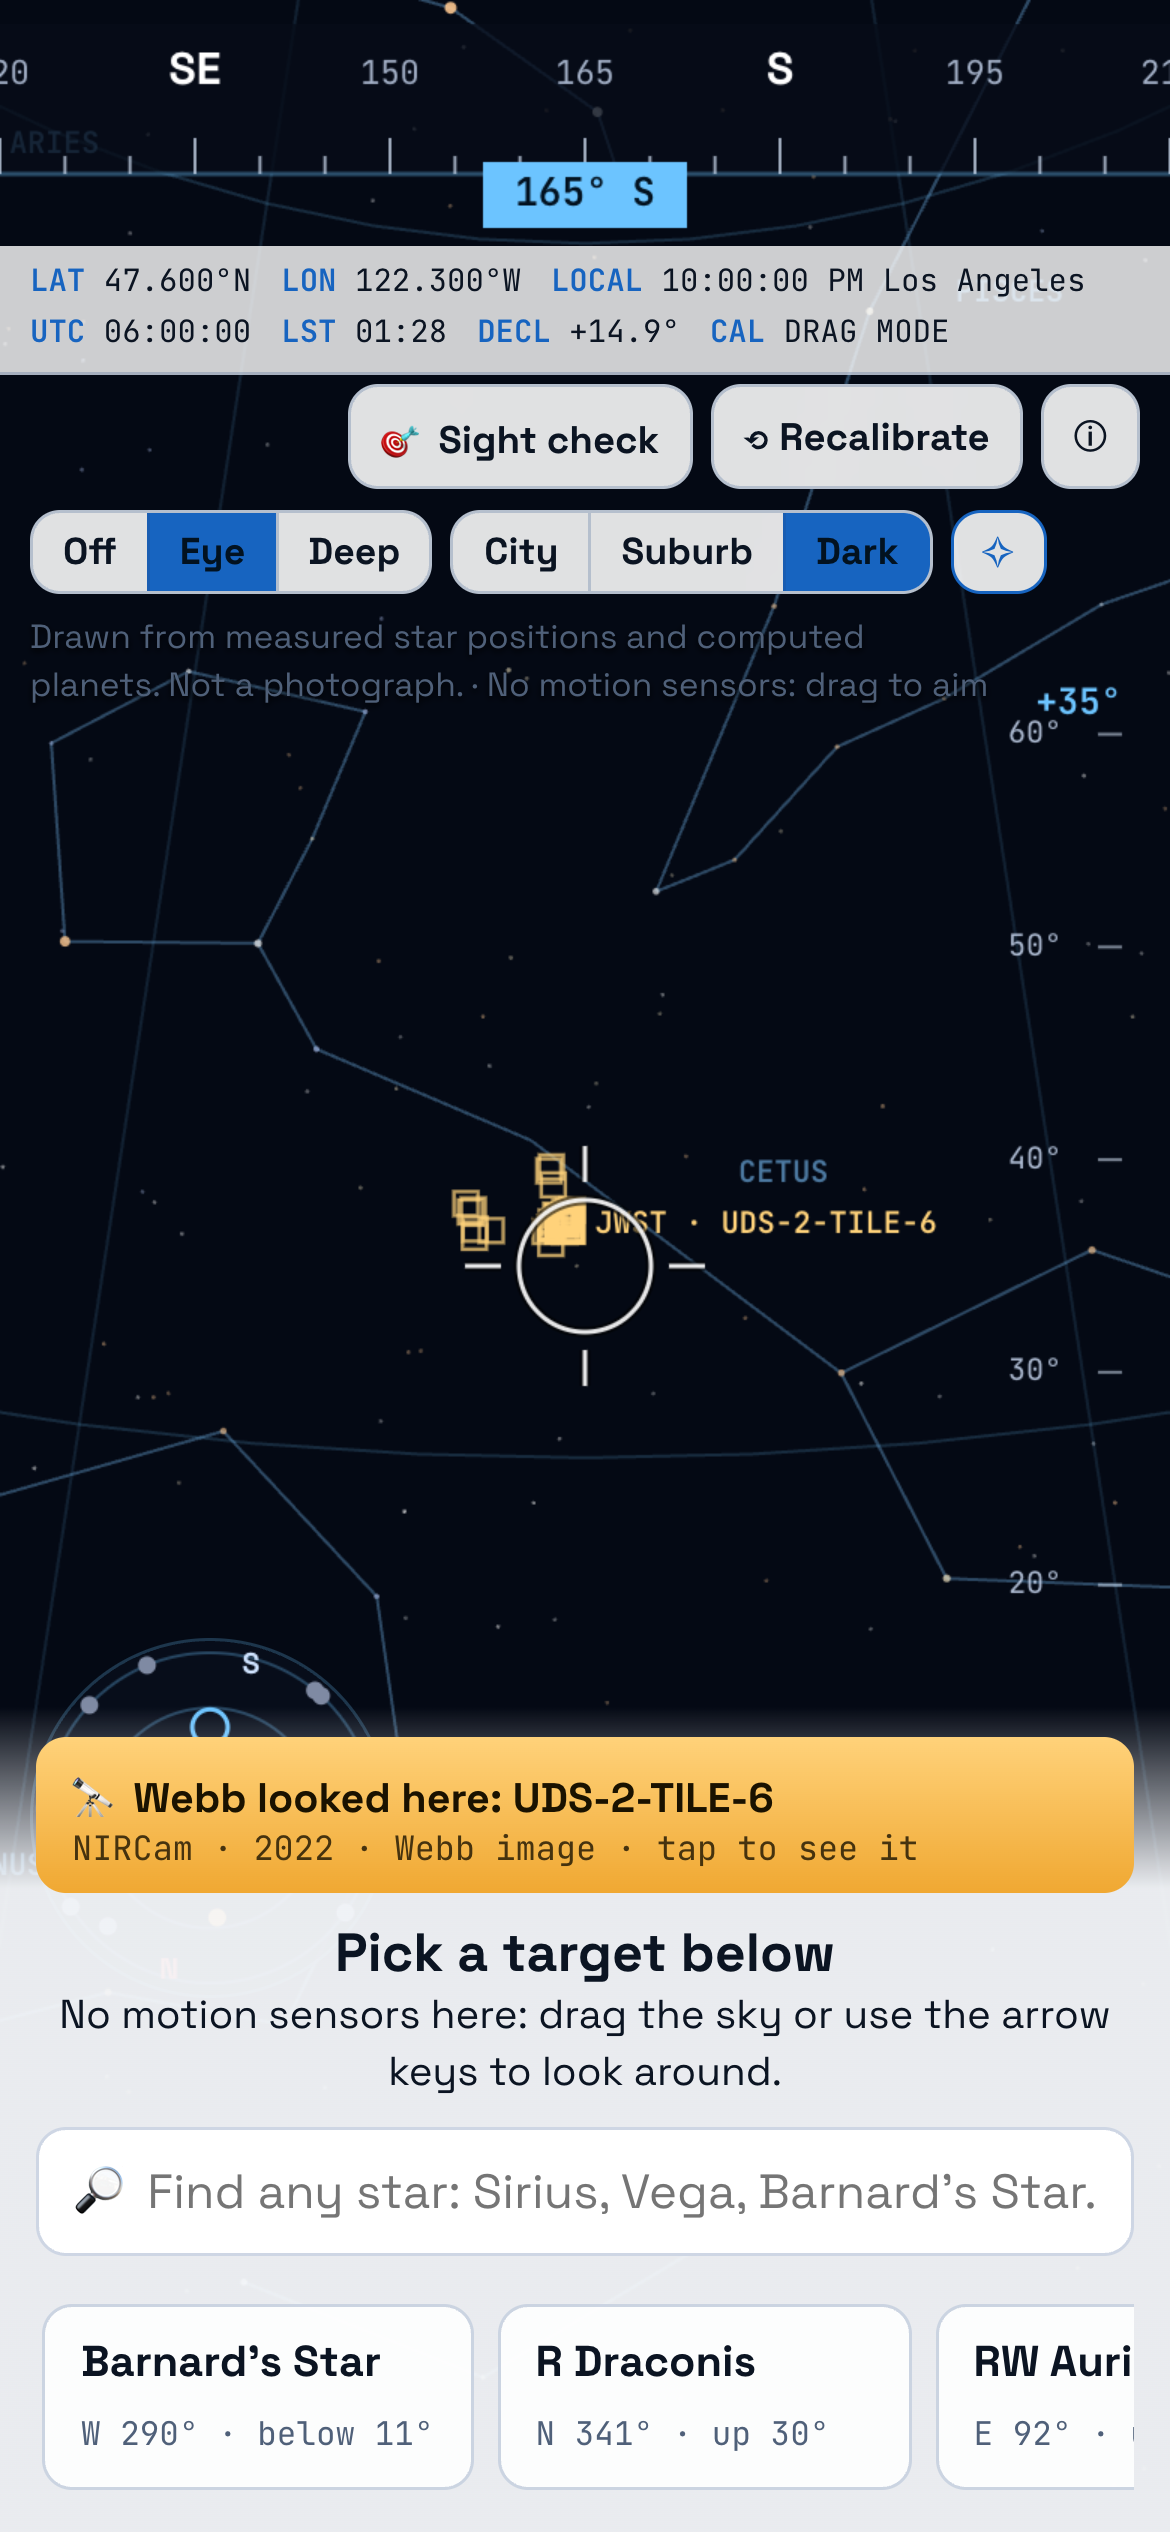 20 SE 150 165 S 195 21
ARIES
165° S
LAT 47.600°N LON 122.300°W LOCAL 10:00:00 PM Los Angeles
PISCES
UTC 06:00:00 LST 01:28 DECL +14.9° CAL DRAG MODE
🎯 Sight check ⟲ Recalibrate ⓘ
Off Eye Deep City Suburb Dark ✧
Drawn from measured star positions and computed
planets. Not a photograph. · No motion sensors: drag to aim
+35°
60°
50°
40°
CETUS
JWST · UDS-2-TILE-6
30°
20°
S
🔭 Webb looked here: UDS-2-TILE-6
NIRCam · 2022 · Webb image · tap to see it
N
Pick a target below
No motion sensors here: drag the sky or use the arrow
keys to look around.
🔎 Find any star: Sirius, Vega, Barnard's Star.
Barnard's Star R Draconis RW Auri
W 290° · below 11° N 341° · up 30° E 92° ·